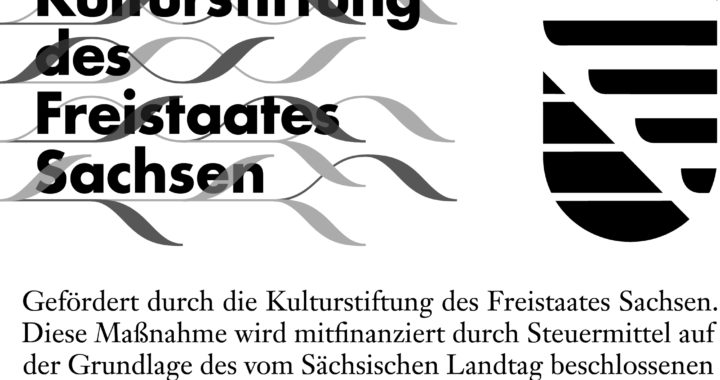 Kulturstiftung
des
Freistaates
Sachsen
Gefördert durch die Kulturstiftung des Freistaates Sachsen.
Diese Maßnahme wird mitfinanziert durch Steuermittel auf
der Grundlage des vom Sächsischen Landtag beschlossenen